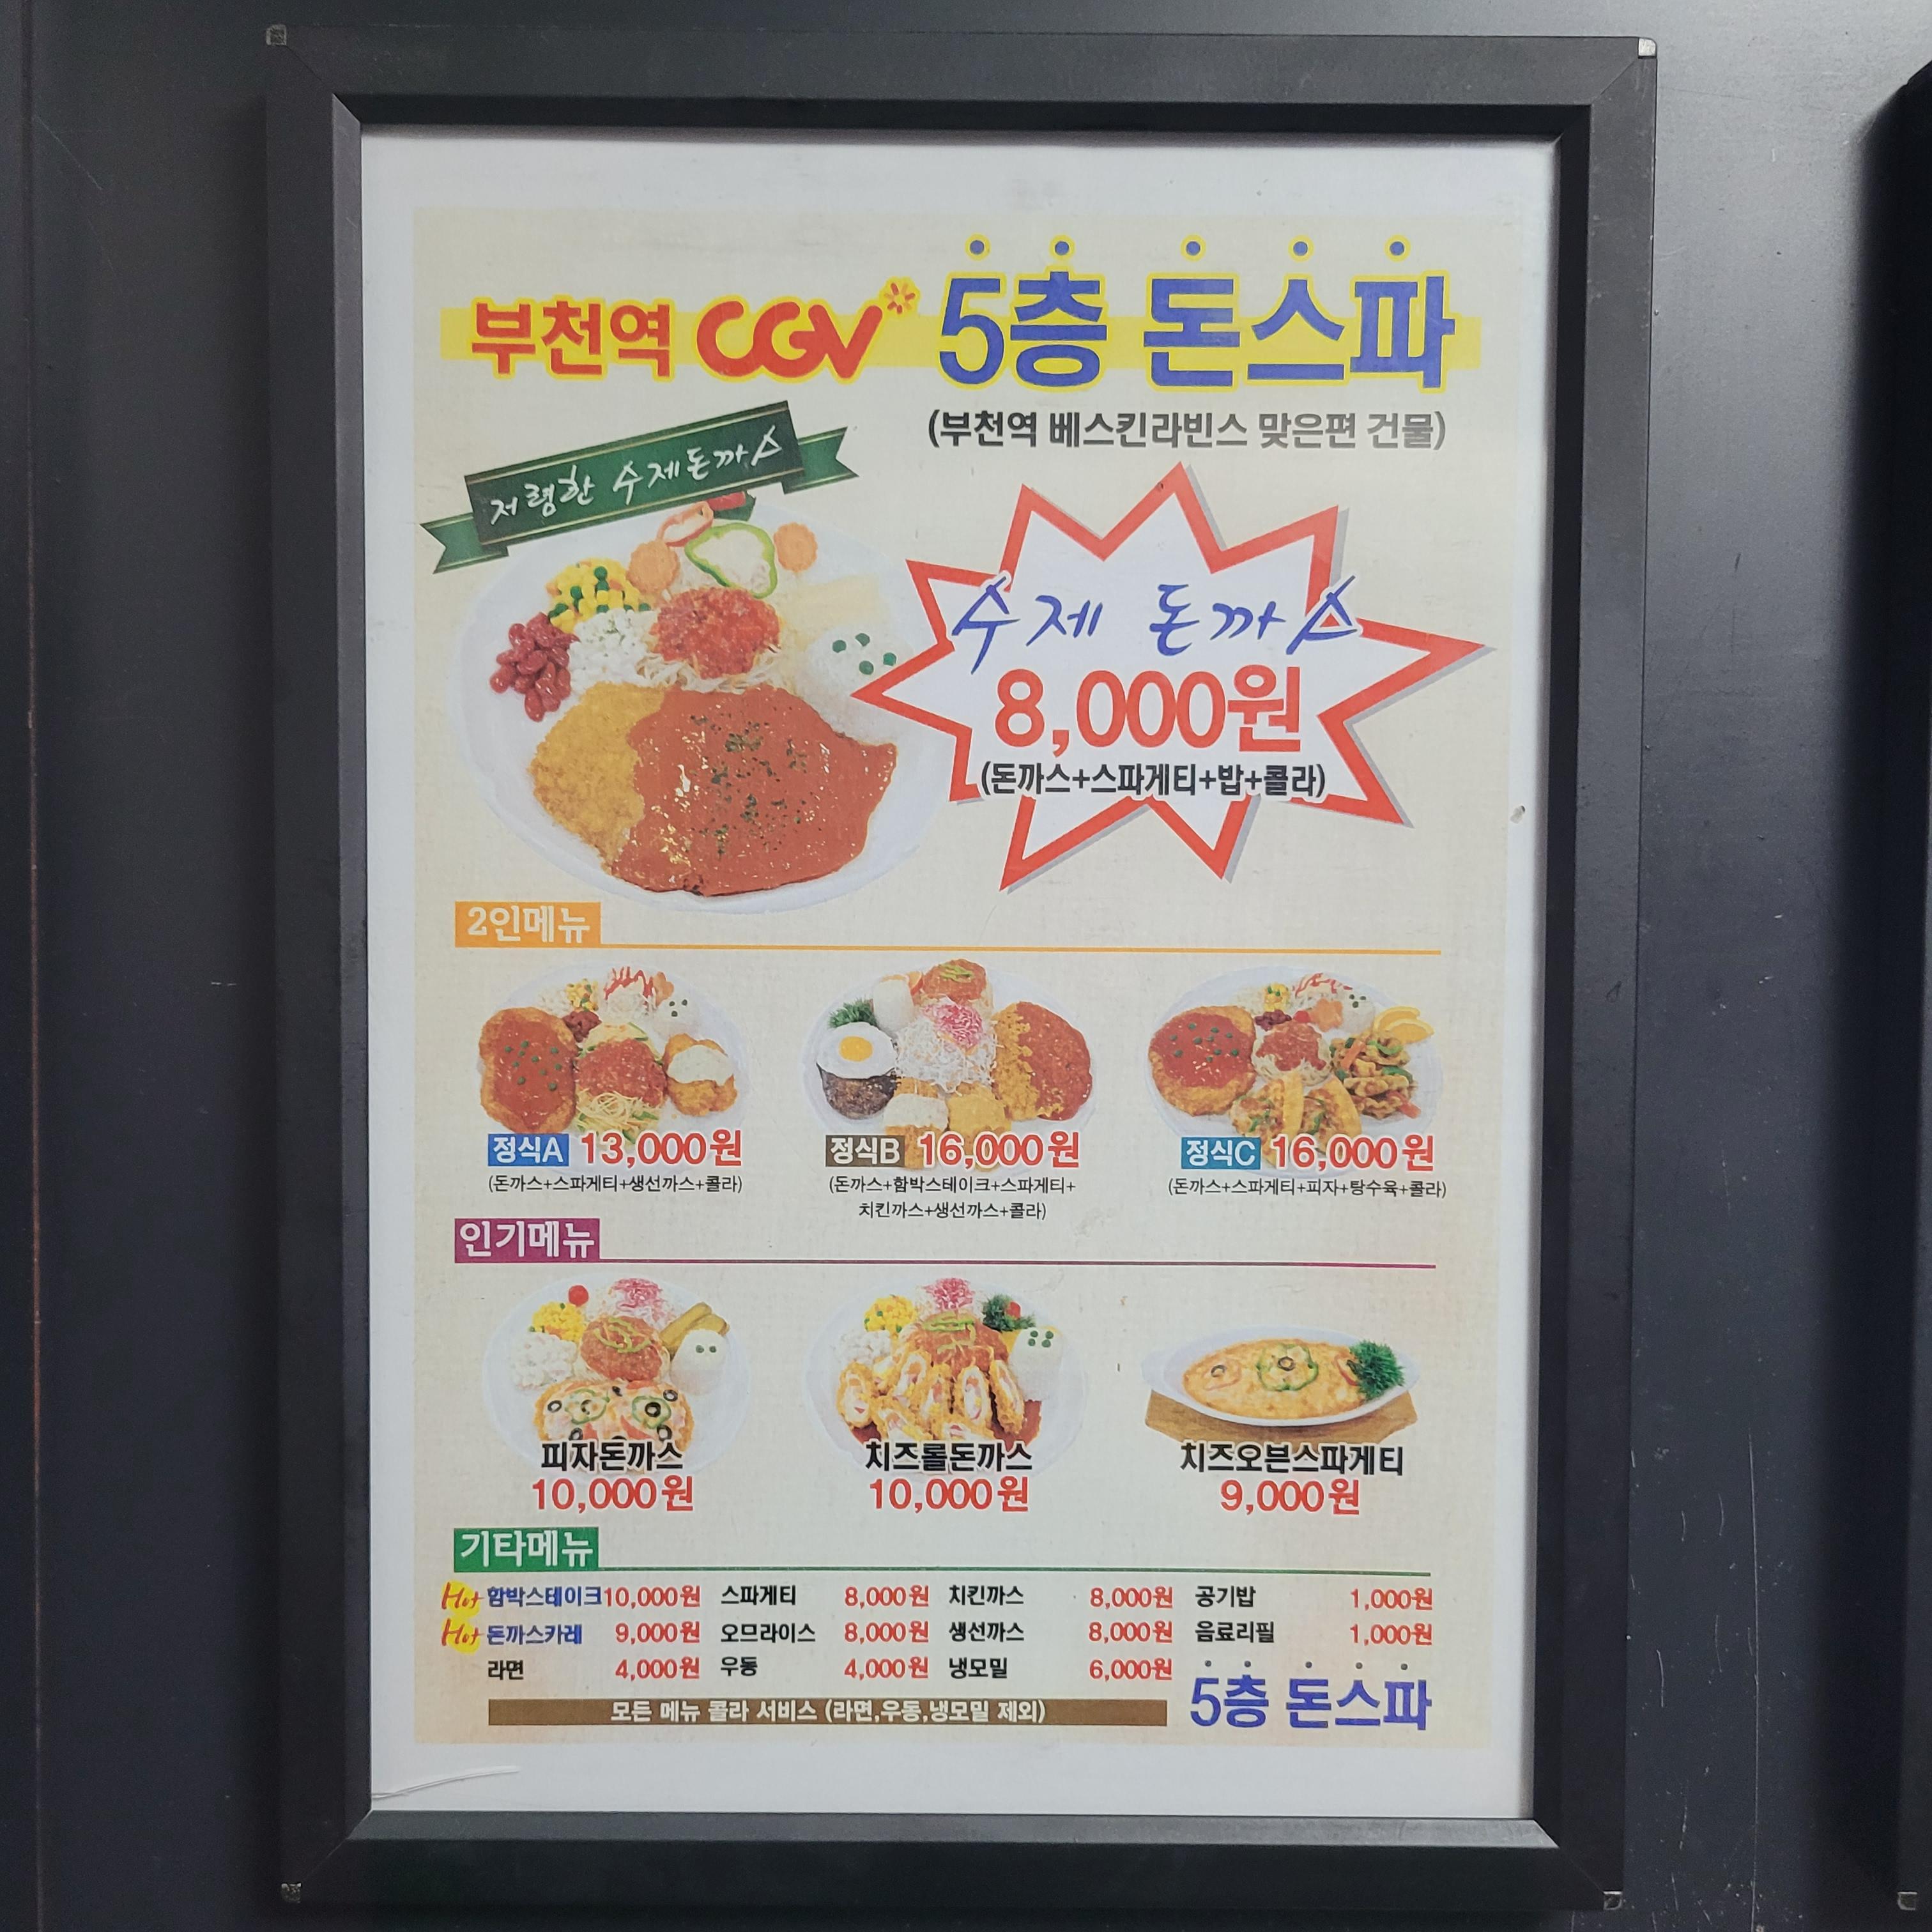 부천역 CGV 5층 돈스파
(부천역 베스킨라빈스 맞은편 건물)
저렴한 수제돈까스
수제 돈까스
8,000원
(돈까스+스파게티+밥+콜라)
2인메뉴
정식A 13,000원
(돈까스+스파게티+생선까스+콜라)
정식B 16,000원
(돈까스+함박스테이크+스파게티+
치킨까스+생선까스+콜라)
정식C 16,000원
(돈까스+스파게티+피자+탕수육+콜라)
인기메뉴
피자돈까스
10,000원
치즈롤돈까스
10,000원
치즈오븐스파게티
9,000원
기타메뉴
Hot 함박스테이크 10,000원 스파게티 8,000원 치킨까스 8,000원 공기밥 1,000원
Hot 돈까스카레 9,000원 오므라이스 8,000원 생선까스 8,000원 음료리필 1,000원
라면 4,000원 우동 4,000원 냉모밀 6,000원
모든 메뉴 콜라 서비스 (라면,우동,냉모밀 제외)
5층 돈스파